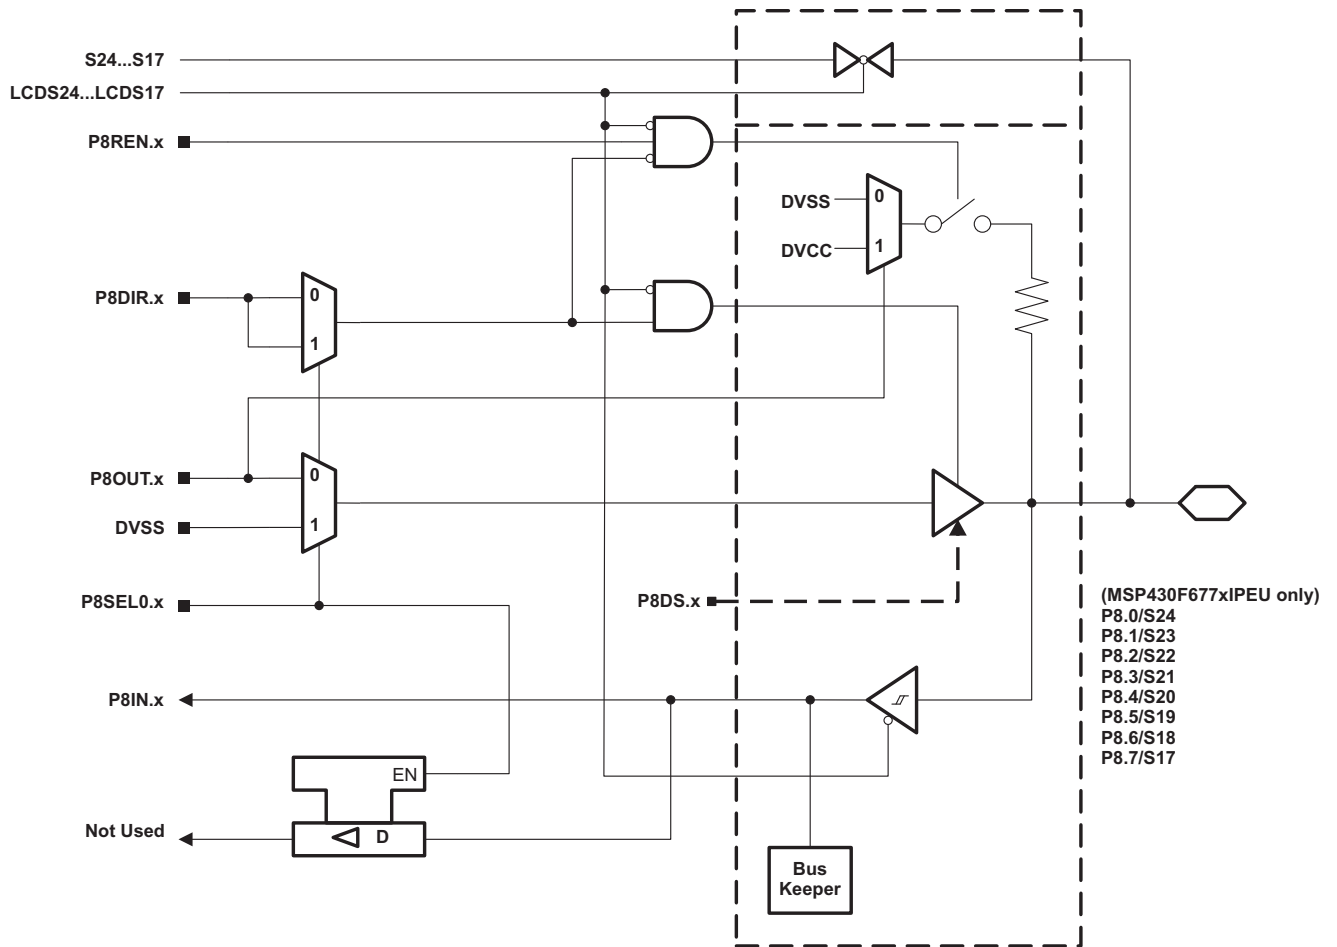 S24...S17
LCDS24...LCDS17
P8REN.x
DVSS
0
DVCC
1
P8DIR.x
0
1
P8OUT.x
0
DVSS
1
P8SEL0.x
P8DS.x
(MSP430F677xIPEU only)
P8.0/S24
P8.1/S23
P8.2/S22
P8.3/S21
P8.4/S20
P8.5/S19
P8.6/S18
P8.7/S17
P8IN.x
EN
Not Used
D
Bus
Keeper